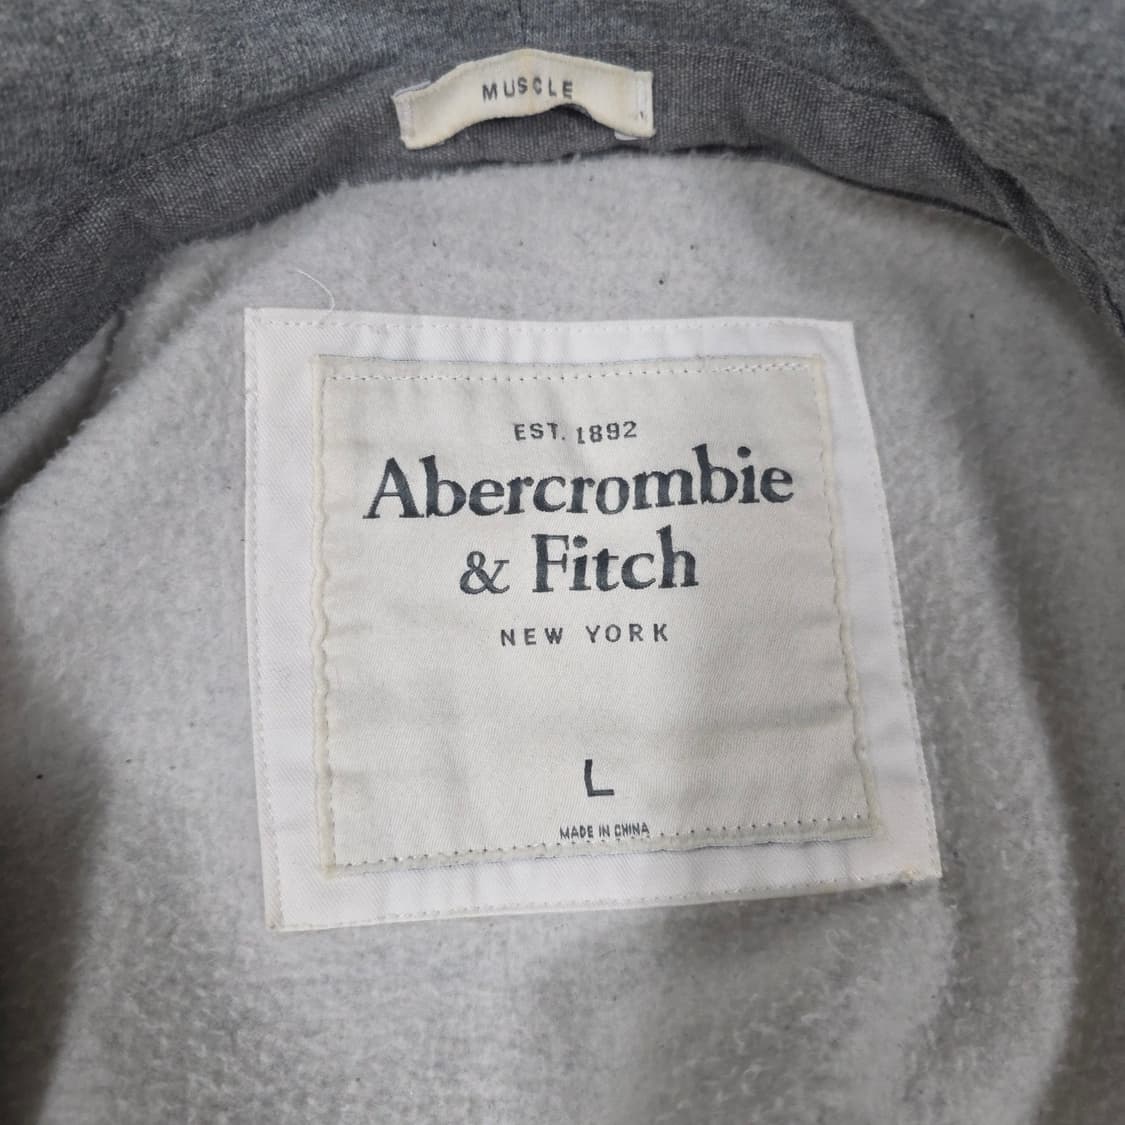 MUSCLE
EST. 1892
Abercrombie
& Fitch
NEW YORK
L
MADE IN CHINA